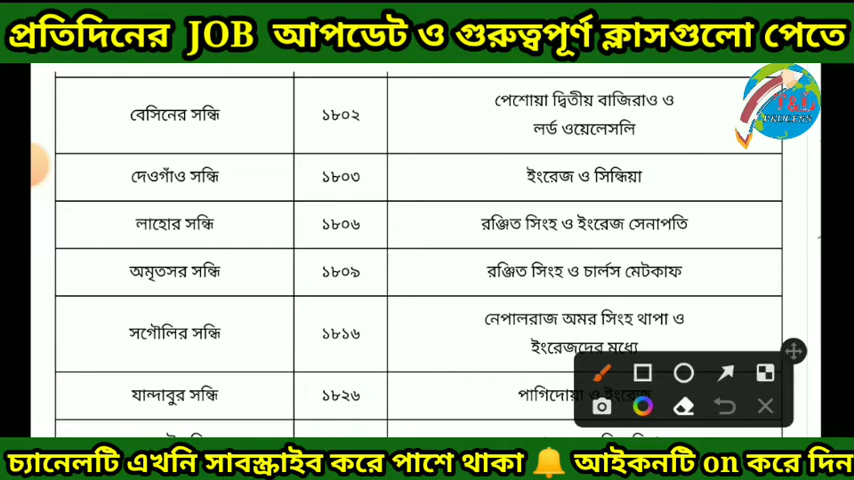 প্রতিদিনের JOB আপডেট ও গুরুত্বপূর্ণ ক্লাসগুলো পেতে
T&L
PROCESS
বেসিনের সন্ধি ১৮০২ পেশোয়া দ্বিতীয় বাজিরাও ও
লর্ড ওয়েলেসলি
দেওগাঁও সন্ধি ১৮০৩ ইংরেজ ও সিন্ধিয়া
লাহোর সন্ধি ১৮০৬ রঞ্জিত সিংহ ও ইংরেজ সেনাপতি
অমৃতসর সন্ধি ১৮০৯ রঞ্জিত সিংহ ও চার্লস মেটকাফ
সগৌলির সন্ধি ১৮১৬ নেপালরাজ অমর সিংহ থাপা ও
ইংরেজদের মধ্যে
যান্দাবুর সন্ধি ১৮২৬ পাগিদোয়া ও ইংরেজ
চ্যানেলটি এখনি সাবস্ক্রাইব করে পাশে থাকা 🔔 আইকনটি on করে দিন